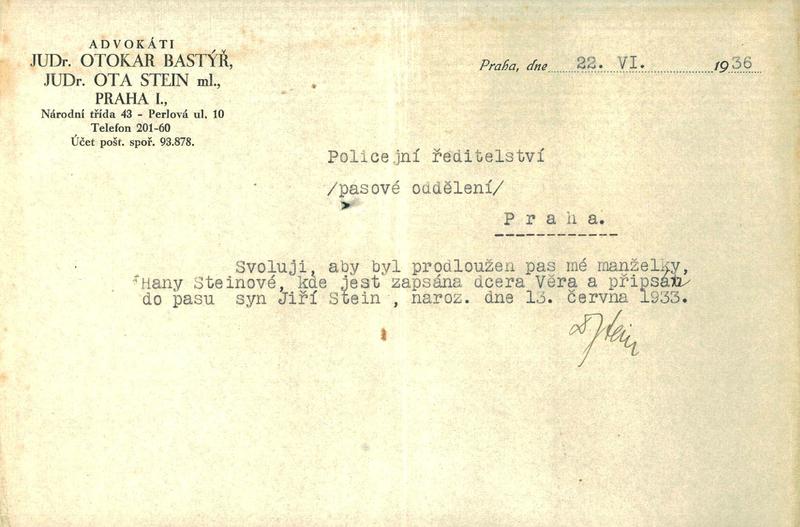 ADVOKÁTI
JUDr. OTOKAR BASTÝŘ,
JUDr. OTA STEIN ml.,
PRAHA I.,
Národní třída 43 - Perlová ul. 10
Telefon 201-60
Účet pošt. spoř. 93.878.
Praha, dne 22. VI. 1936
Policejní ředitelství
/pasové oddělení/
Praha.
Svoluji, aby byl prodloužen pas mé manželky,
Hany Steinové, kde jest zapsána dcera Věra a připsán
do pasu syn Jiří Stein , naroz. dne 13. června 1933.
D Stein